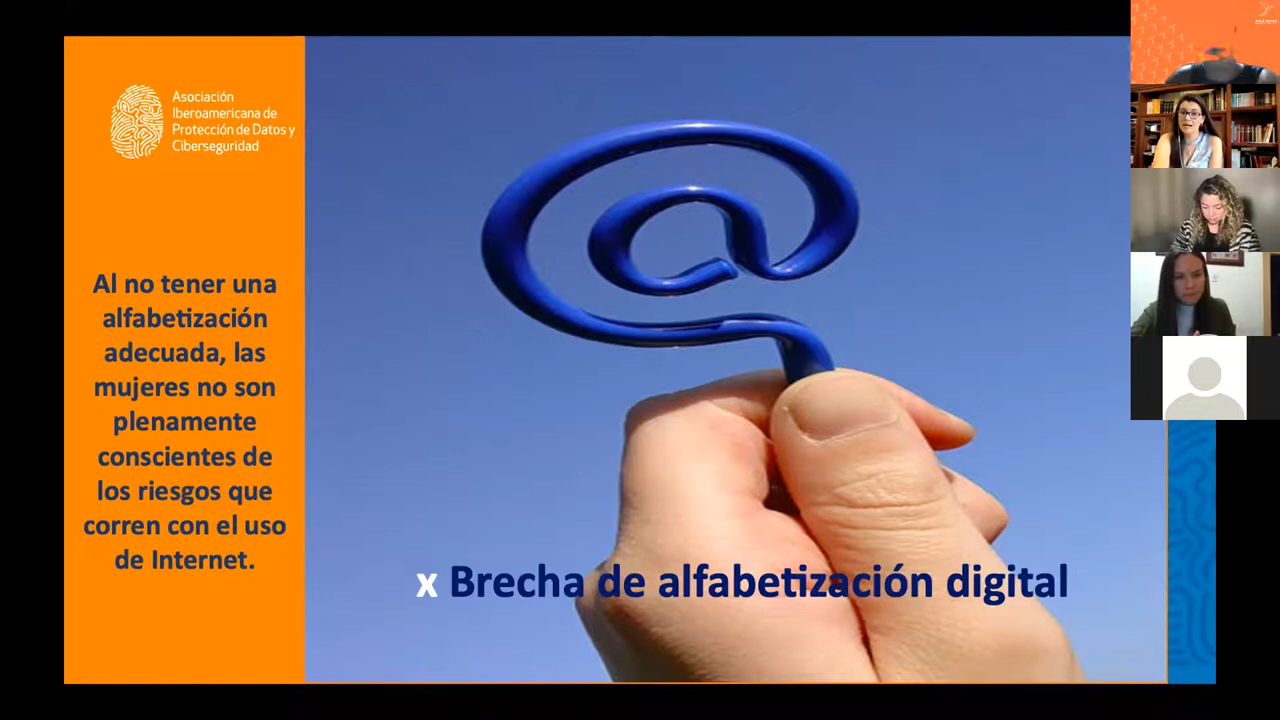 Asociación
Iberoamericana de
Protección de Datos y
Ciberseguridad
Al no tener una
alfabetización
adecuada, las
mujeres no son
plenamente
conscientes de
los riesgos que
corren con el uso
de Internet.
x Brecha de alfabetización digital